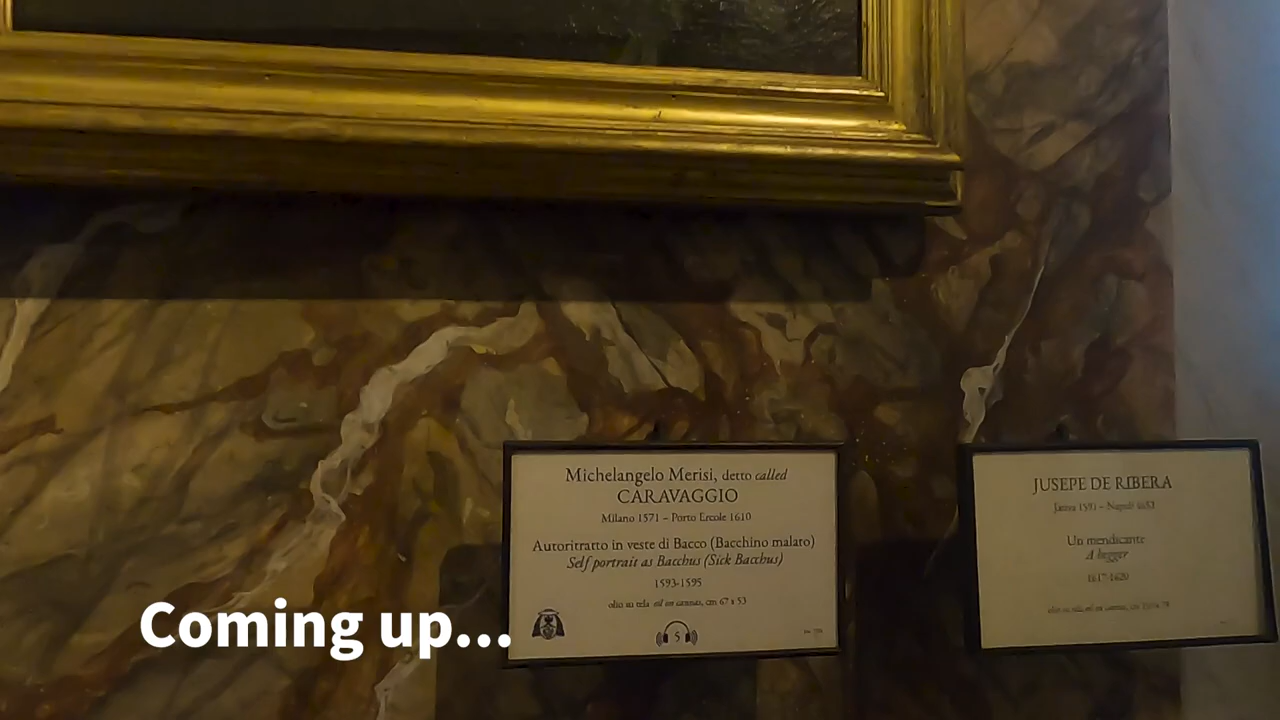 Michelangelo Merisi, detto called
CARAVAGGIO
Milano 1571 – Porto Ercole 1610
Autoritratto in veste di Bacco (Bacchino malato)
Self portrait as Bacchus (Sick Bacchus)
1593-1595
olio su tela oil on canvas, cm 67 x 53
5
JUSEPE DE RIBERA
Un mendicante
A beggar
1617-1620
Coming up...